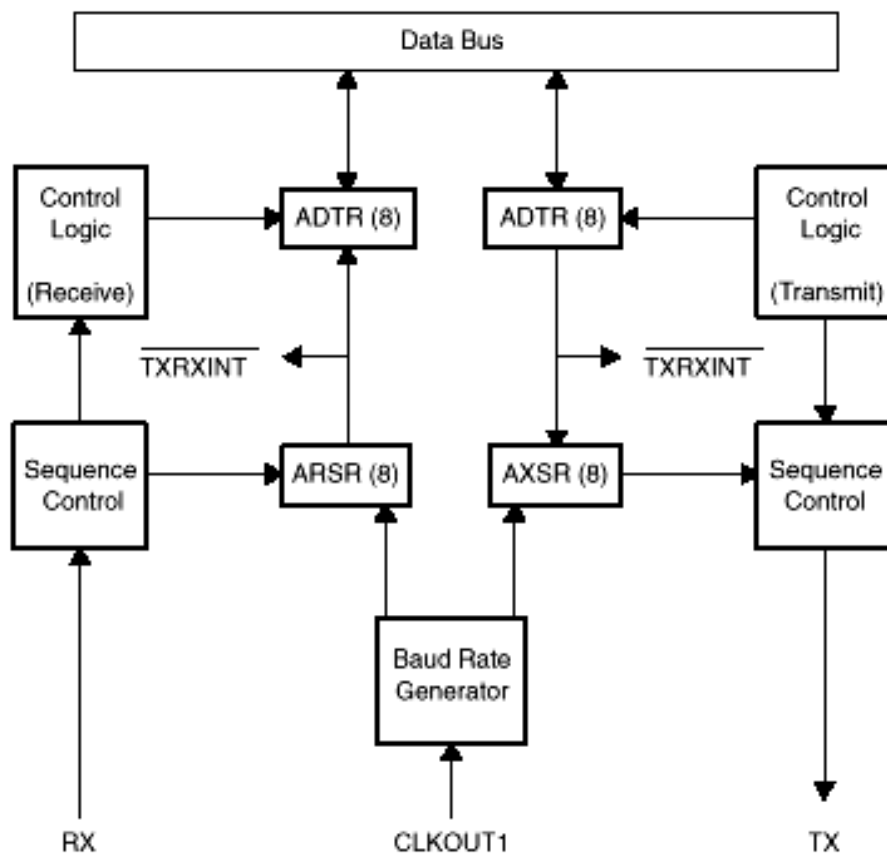 Data Bus
Control
Logic
(Receive)
ADTR (8)
ADTR (8)
Control
Logic
(Transmit)
TXRXINT
TXRXINT
Sequence
Control
ARSR (8)
AXSR (8)
Sequence
Control
Baud Rate
Generator
RX
CLKOUT1
TX